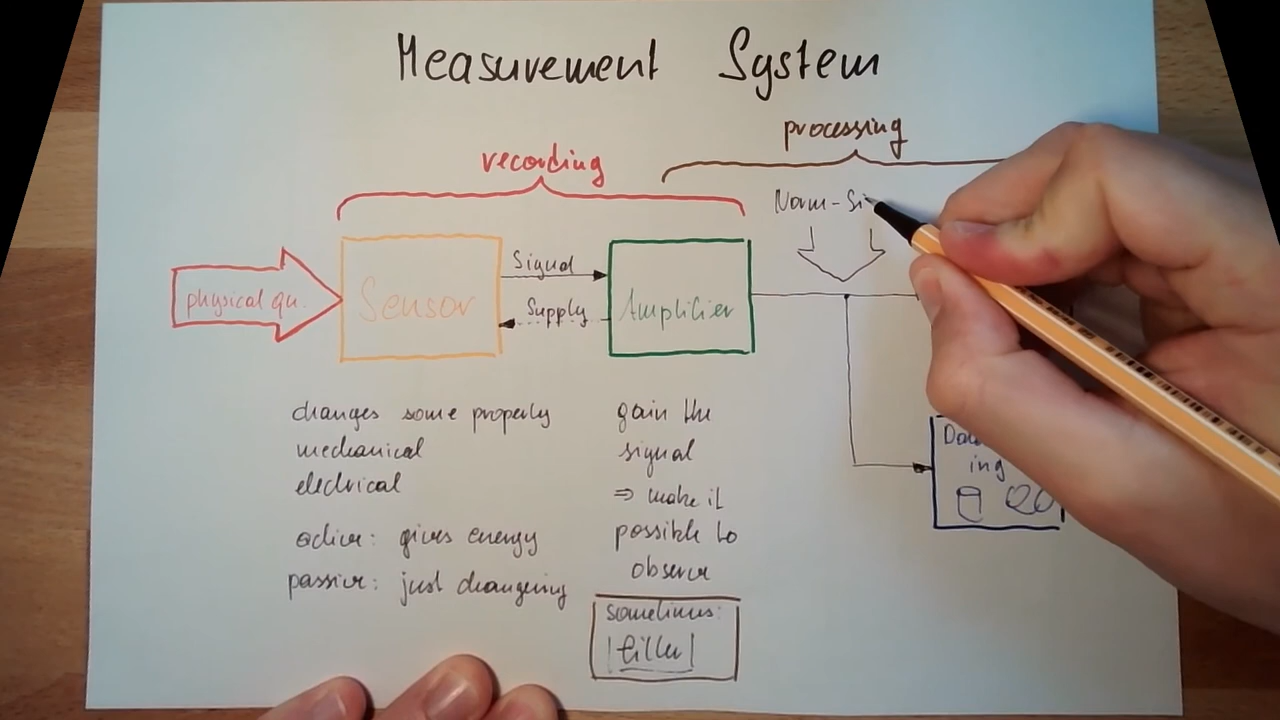 Measurement System
processing
recording
Norm-Si
Signal
physical qu.
Sensor
Supply
Amplifier
changes some property
mechanical
electrical
active: gives energy
passive: just changeing
gain the
signal
⇒ make it
possible to
observe
sometimes:
filter
ing